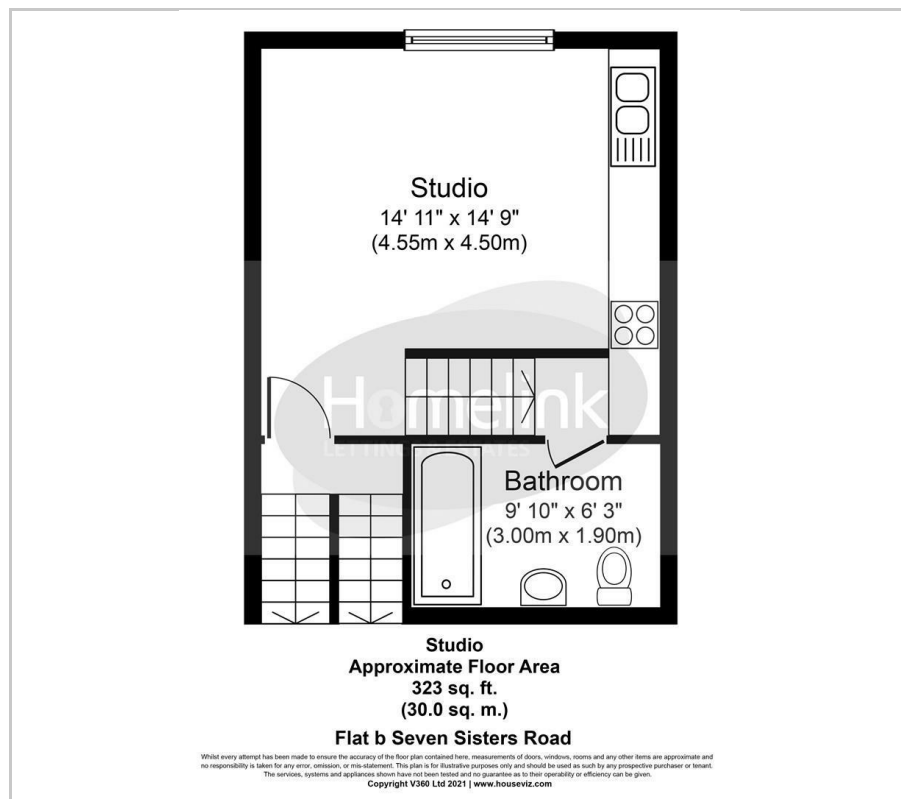 Studio
14' 11" x 14' 9"
(4.55m x 4.50m)
Homelink
LETTINGS & ESTATES
Bathroom
9' 10" x 6' 3"
(3.00m x 1.90m)
Studio
Approximate Floor Area
323 sq. ft.
(30.0 sq. m.)
Flat b Seven Sisters Road
Whilst every attempt has been made to ensure the accuracy of the floor plan contained here, measurements of doors, windows, rooms and any other items are approximate and
no responsibility is taken for any error, omission, or mis-statement. This plan is for illustrative purposes only and should be used as such by any prospective purchaser or tenant.
The services, systems and appliances shown have not been tested and no guarantee as to their operability or efficiency can be given.
Copyright V360 Ltd 2021 | www.houseviz.com